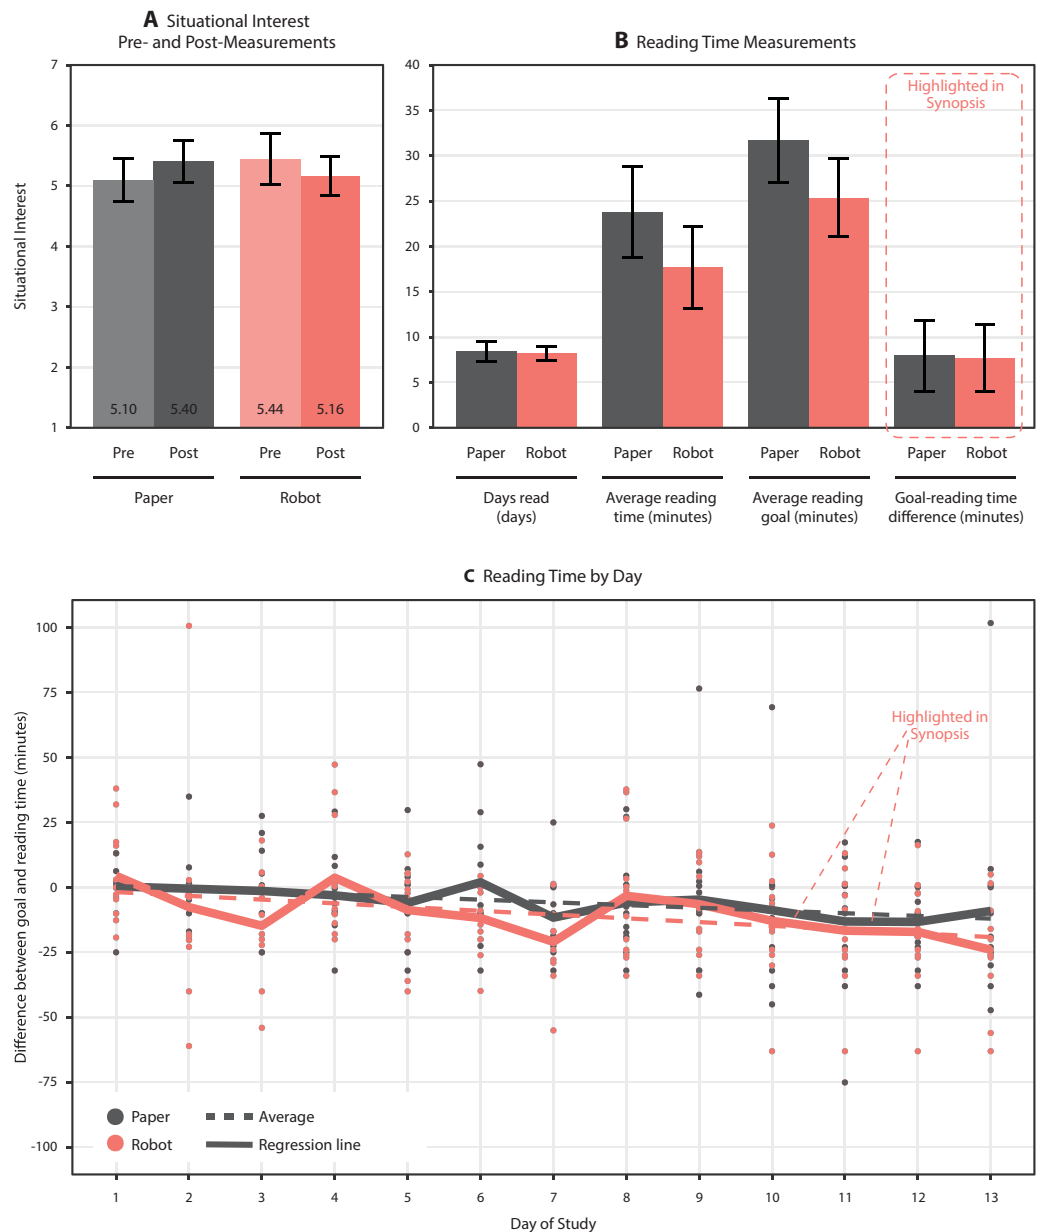 A Situational Interest
Pre- and Post-Measurements
7
6
5
4
3
2
1
Situational Interest
5.10
5.40
5.44
5.16
Pre
Post
Pre
Post
Paper
Robot
B Reading Time Measurements
40
35
30
25
20
15
10
5
0
Highlighted in
Synopsis
Paper
Robot
Paper
Robot
Paper
Robot
Paper
Robot
Days read
(days)
Average reading
time (minutes)
Average reading
goal (minutes)
Goal-reading time
difference (minutes)
C Reading Time by Day
Difference between goal and reading time (minutes)
100
75
50
25
0
-25
-50
-75
-100
Highlighted in
Synopsis
Paper
Average
Robot
Regression line
1
2
3
4
5
6
7
8
9
10
11
12
13
Day of Study